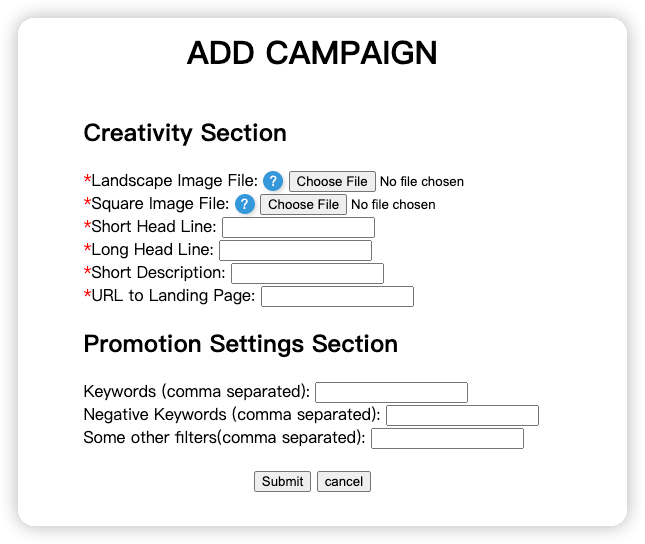 ADD CAMPAIGN
Creativity Section
*Landscape Image File: ? Choose File No file chosen
*Square Image File: ? Choose File No file chosen
*Short Head Line:
*Long Head Line:
*Short Description:
*URL to Landing Page:
Promotion Settings Section
Keywords (comma separated):
Negative Keywords (comma separated):
Some other filters(comma separated):
Submit cancel